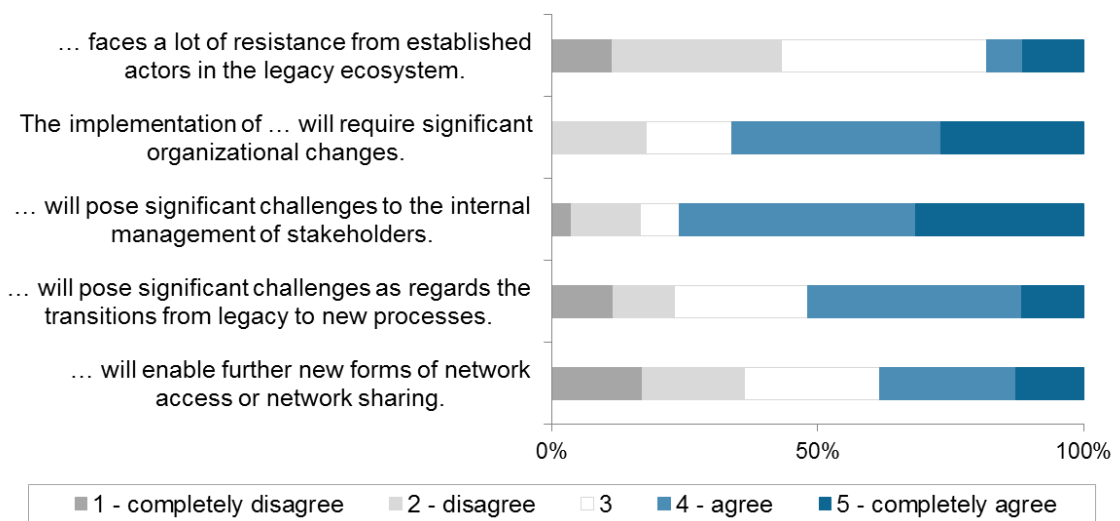 … faces a lot of resistance from established
actors in the legacy ecosystem.
The implementation of … will require significant
organizational changes.
… will pose significant challenges to the internal
management of stakeholders.
… will pose significant challenges as regards the
transitions from legacy to new processes.
… will enable further new forms of network
access or network sharing.
0% 50% 100%
1 - completely disagree 2 - disagree 3 4 - agree 5 - completely agree